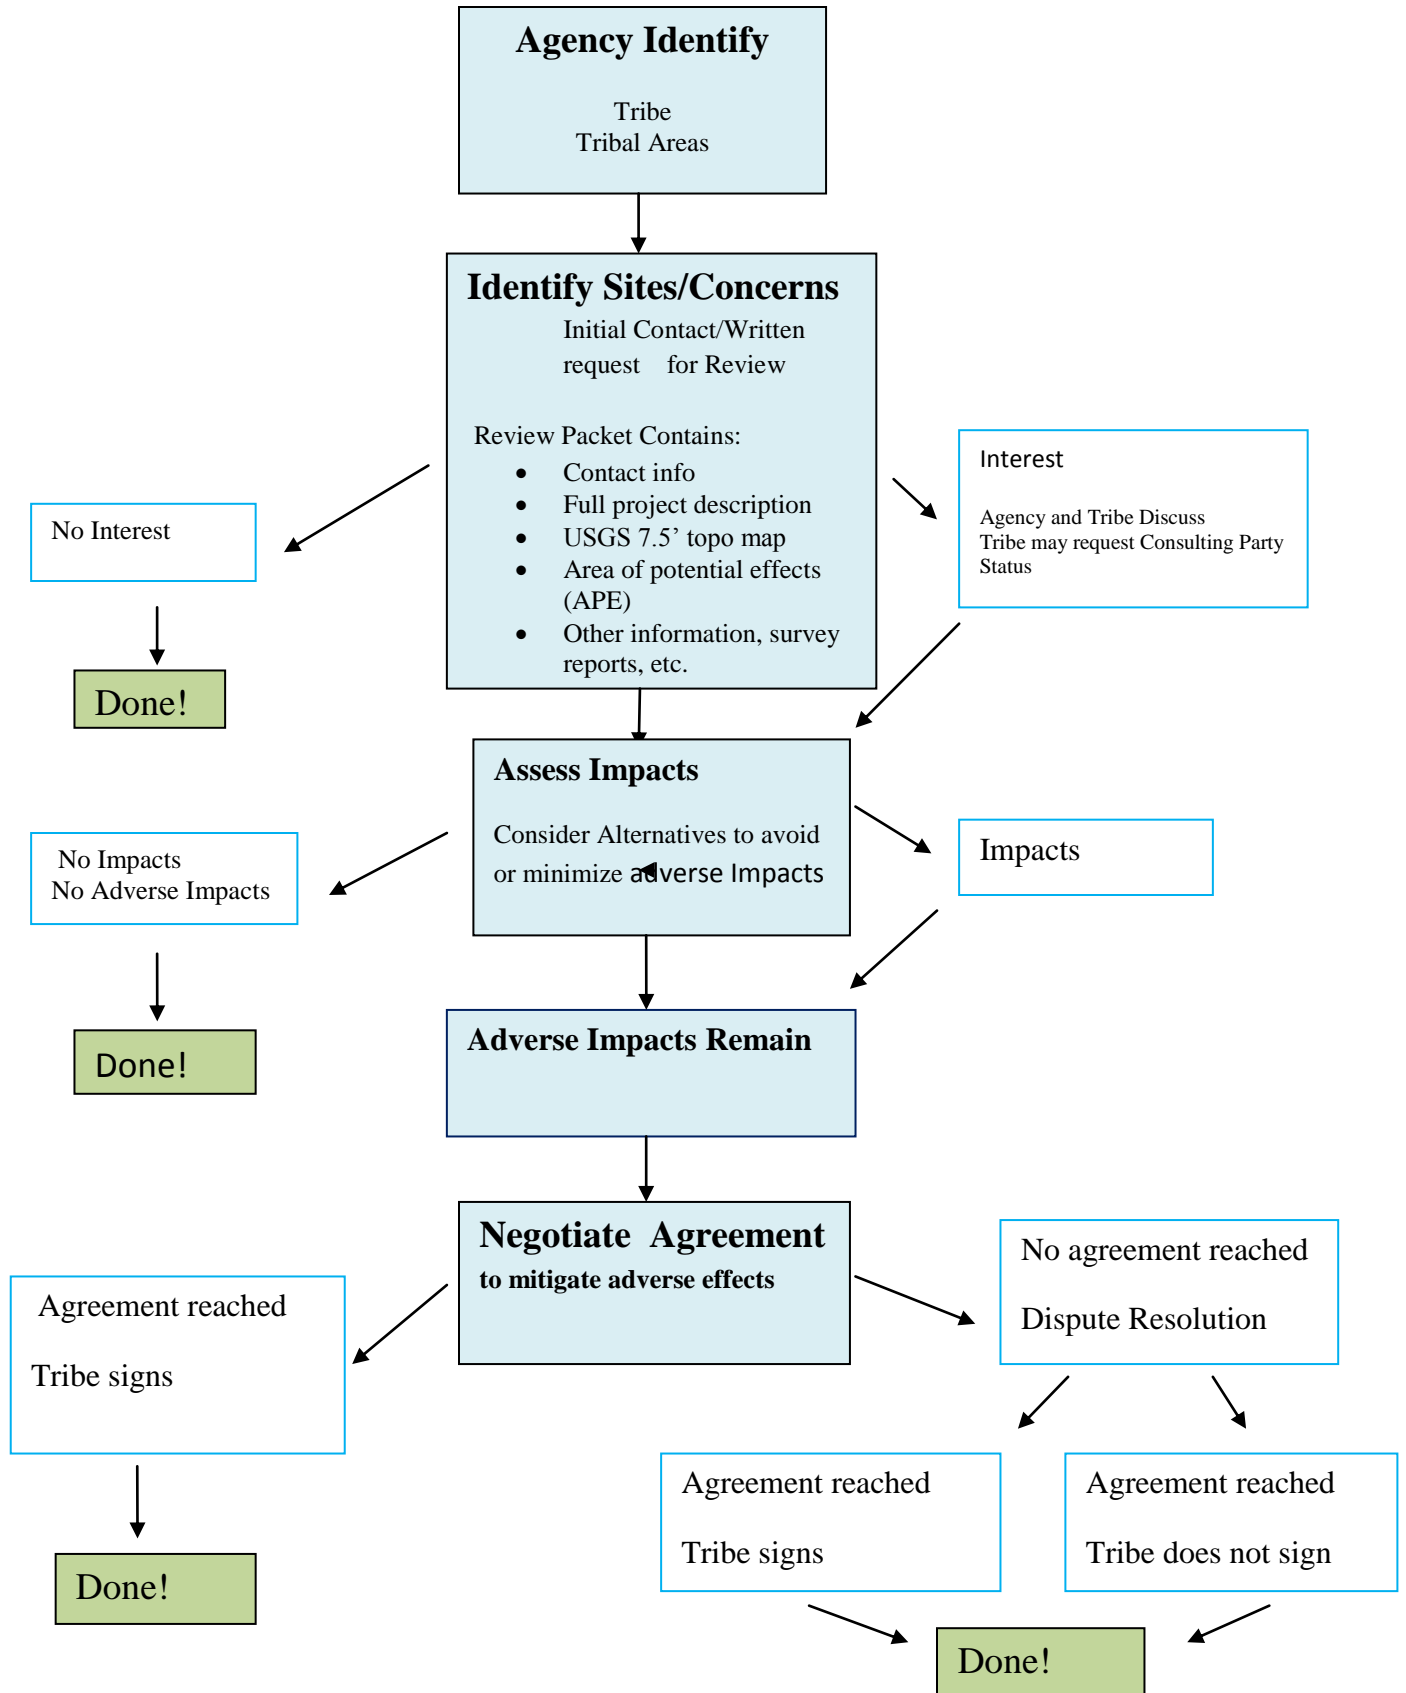 Agency Identify
Tribe
Tribal Areas
Identify Sites/Concerns
Initial Contact/Written
request for Review
Review Packet Contains:
• Contact info
• Full project description
• USGS 7.5’ topo map
• Area of potential effects
(APE)
• Other information, survey
reports, etc.
Interest
Agency and Tribe Discuss
Tribe may request Consulting Party
Status
No Interest
Done!
Assess Impacts
Consider Alternatives to avoid
or minimize adverse Impacts
No Impacts
No Adverse Impacts
Impacts
Done!
Adverse Impacts Remain
Negotiate Agreement
to mitigate adverse effects
No agreement reached
Dispute Resolution
Agreement reached
Tribe signs
Done!
Agreement reached
Tribe signs
Agreement reached
Tribe does not sign
Done!